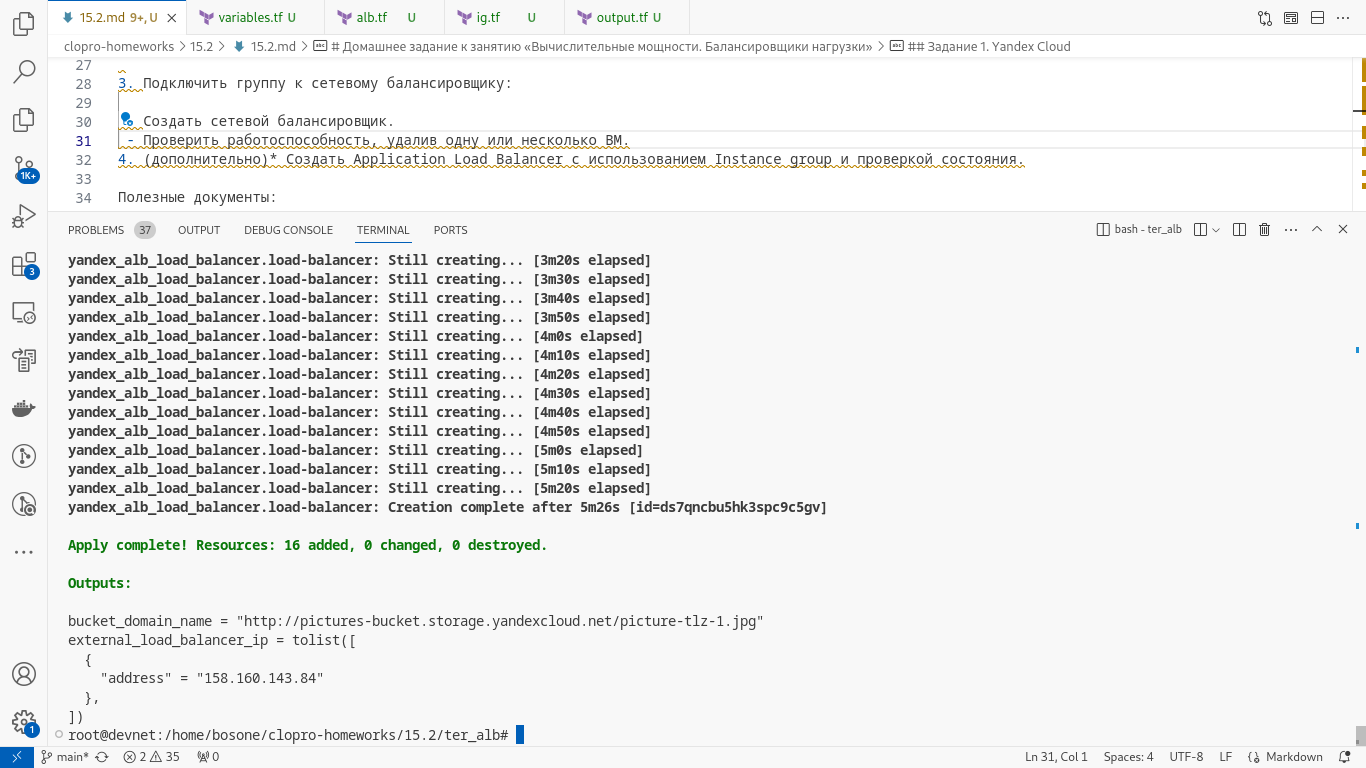 15.2.md 9+, U
variables.tf U
alb.tf U
ig.tf U
output.tf U
clopro-homeworks > 15.2 > 15.2.md > # Домашнее задание к занятию «Вычислительные мощности. Балансировщики нагрузки» > ## Задание 1. Yandex Cloud
27
28 3. Подключить группу к сетевому балансировщику:
29
30 Создать сетевой балансировщик.
31 - Проверить работоспособность, удалив одну или несколько ВМ.
32 4. (дополнительно)* Создать Application Load Balancer с использованием Instance group и проверкой состояния.
33
34 Полезные документы:
1K+
3
1
PROBLEMS 37 OUTPUT DEBUG CONSOLE TERMINAL PORTS
bash - ter_alb
yandex_alb_load_balancer.load-balancer: Still creating... [3m20s elapsed]
yandex_alb_load_balancer.load-balancer: Still creating... [3m30s elapsed]
yandex_alb_load_balancer.load-balancer: Still creating... [3m40s elapsed]
yandex_alb_load_balancer.load-balancer: Still creating... [3m50s elapsed]
yandex_alb_load_balancer.load-balancer: Still creating... [4m0s elapsed]
yandex_alb_load_balancer.load-balancer: Still creating... [4m10s elapsed]
yandex_alb_load_balancer.load-balancer: Still creating... [4m20s elapsed]
yandex_alb_load_balancer.load-balancer: Still creating... [4m30s elapsed]
yandex_alb_load_balancer.load-balancer: Still creating... [4m40s elapsed]
yandex_alb_load_balancer.load-balancer: Still creating... [4m50s elapsed]
yandex_alb_load_balancer.load-balancer: Still creating... [5m0s elapsed]
yandex_alb_load_balancer.load-balancer: Still creating... [5m10s elapsed]
yandex_alb_load_balancer.load-balancer: Still creating... [5m20s elapsed]
yandex_alb_load_balancer.load-balancer: Creation complete after 5m26s [id=ds7qncbu5hk3spc9c5gv]
Apply complete! Resources: 16 added, 0 changed, 0 destroyed.
Outputs:
bucket_domain_name = "http://pictures-bucket.storage.yandexcloud.net/picture-tlz-1.jpg"
external_load_balancer_ip = tolist([
{
"address" = "158.160.143.84"
},
])
root@devnet:/home/bosone/clopro-homeworks/15.2/ter_alb#
main* 2 35 0 Ln 31, Col 1 Spaces: 4 UTF-8 LF Markdown